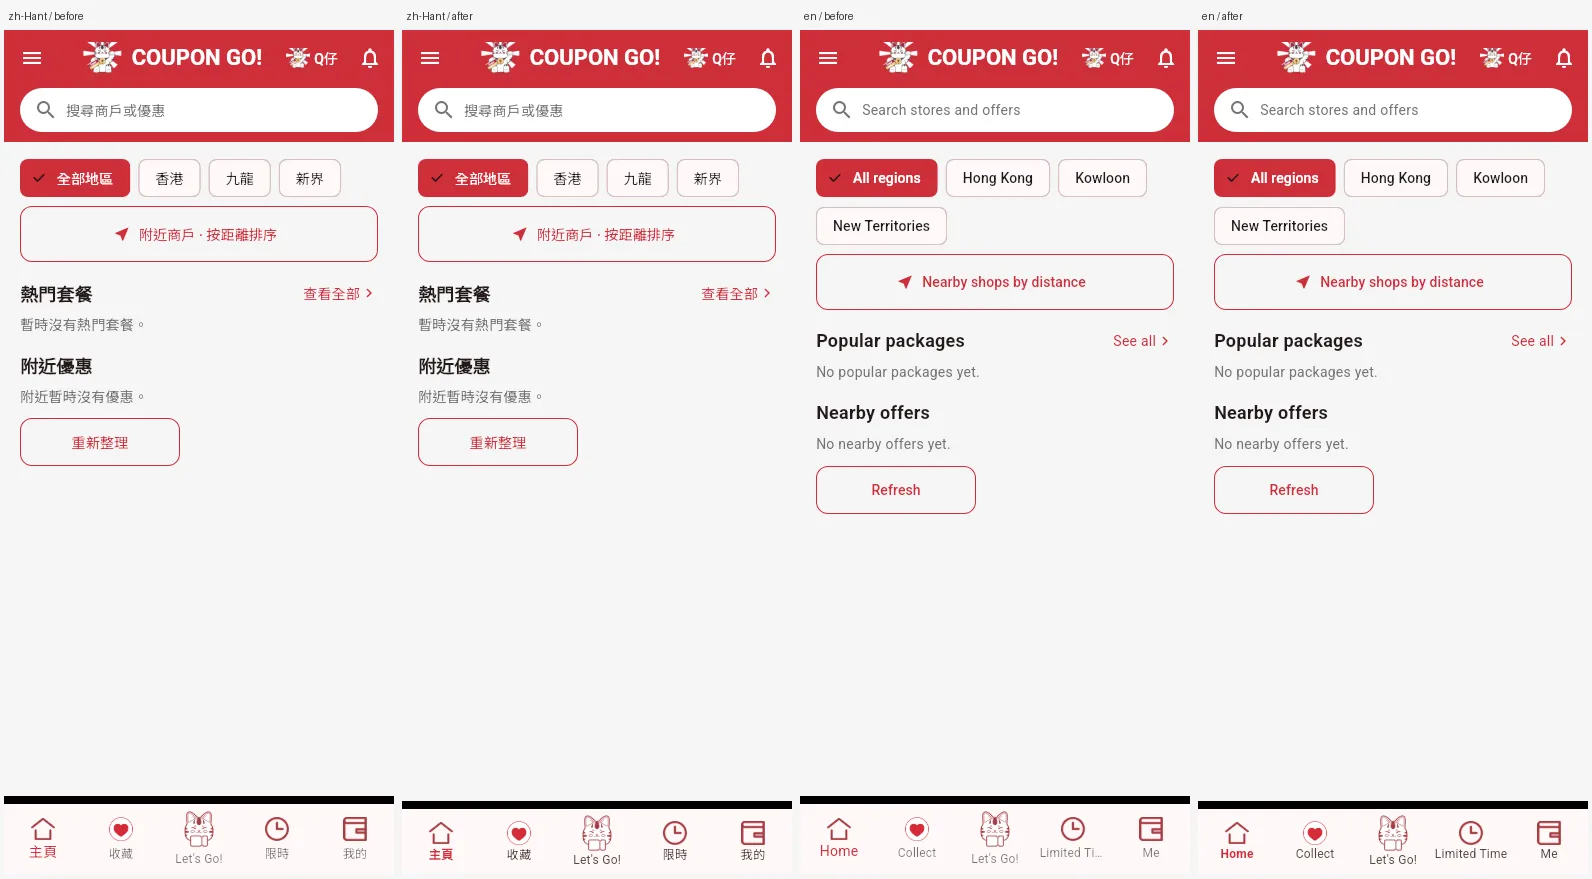 zh-Hant / before
COUPON GO!
Q仔
搜尋商戶或優惠
全部地區 香港 九龍 新界
附近商戶 · 按距離排序
熱門套餐 查看全部
暫時沒有熱門套餐。
附近優惠
附近暫時沒有優惠。
重新整理
主頁 收藏 Let's Go! 限時 我的
zh-Hant / after
COUPON GO!
Q仔
搜尋商戶或優惠
全部地區 香港 九龍 新界
附近商戶 · 按距離排序
熱門套餐 查看全部
暫時沒有熱門套餐。
附近優惠
附近暫時沒有優惠。
重新整理
主頁 收藏 Let's Go! 限時 我的
en / before
COUPON GO!
Q仔
Search stores and offers
All regions Hong Kong Kowloon
New Territories
Nearby shops by distance
Popular packages See all
No popular packages yet.
Nearby offers
No nearby offers yet.
Refresh
Home Collect Let's Go! Limited Ti... Me
en / after
COUPON GO!
Q仔
Search stores and offers
All regions Hong Kong Kowloon
New Territories
Nearby shops by distance
Popular packages See all
No popular packages yet.
Nearby offers
No nearby offers yet.
Refresh
Home Collect Let's Go! Limited Time Me